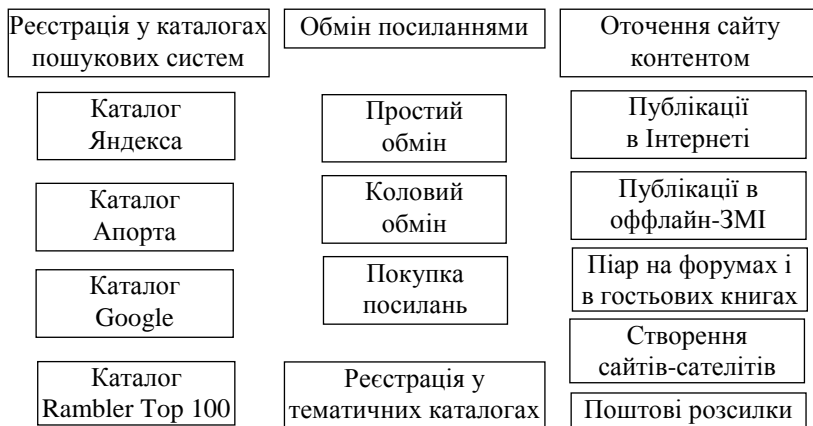 Реєстрація у каталогах
пошукових систем
Каталог
Яндекса
Каталог
Апорта
Каталог
Google
Каталог
Rambler Top 100
Обмін посиланнями
Простий
обмін
Коловий
обмін
Покупка
посилань
Реєстрація у
тематичних каталогах
Оточення сайту
контентом
Публікації
в Інтернеті
Публікації в
оффлайн-ЗМІ
Піар на форумах і
в гостьових книгах
Створення
сайтів-сателітів
Поштові розсилки